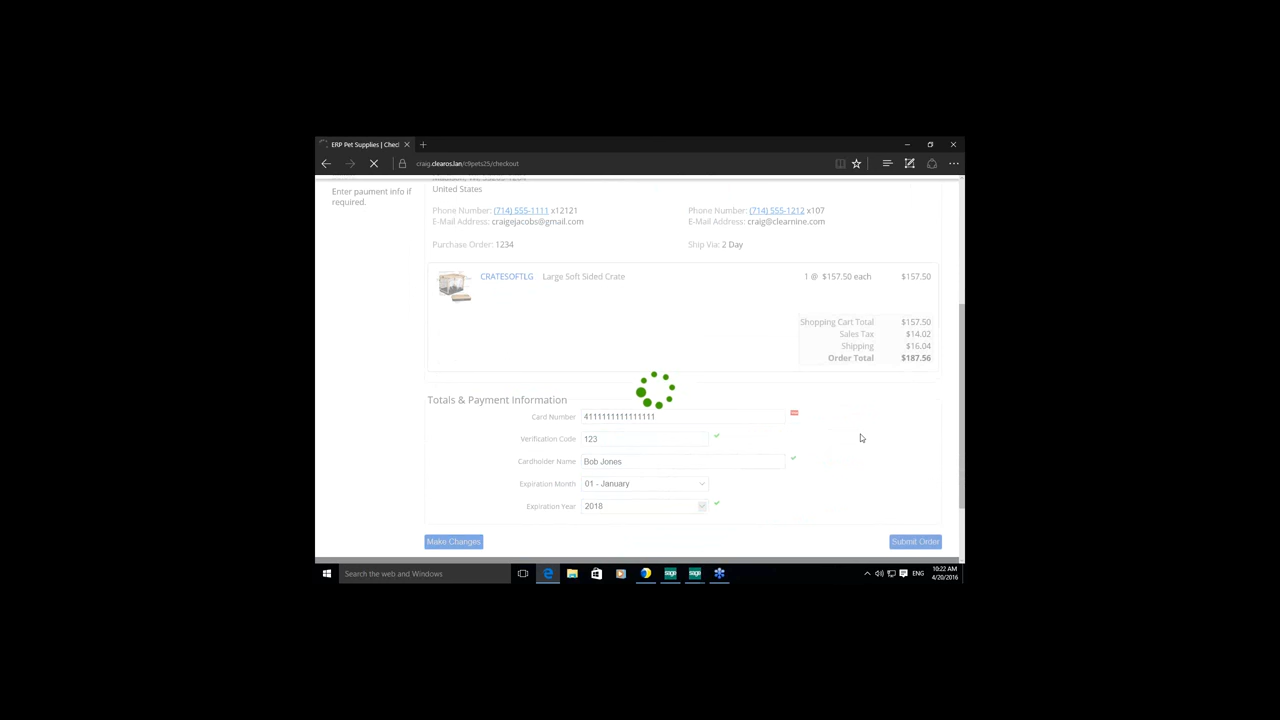 ERP Pet Supplies | Chec
craig.clearos.lan/c9pets25/checkout
Enter paument info if
required.
United States
Phone Number: (714) 555-1111 x12121
E-Mail Address: craigejacobs@gmail.com
Phone Number: (714) 555-1212 x107
E-Mail Address: craig@clearnine.com
Purchase Order: 1234
Ship Via: 2 Day
CRATESOFTLG Large Soft Sided Crate 1 @ $157.50 each $157.50
Shopping Cart Total $157.50
Sales Tax $14.02
Shipping $16.04
Order Total $187.56
Totals & Payment Information
Card Number 4111111111111111
Verification Code 123
Cardholder Name Bob Jones
Expiration Month 01 - January
Expiration Year 2018
Make Changes
Submit Order
Search the web and Windows
sage
sage
ENG
10:22 AM
4/20/2016